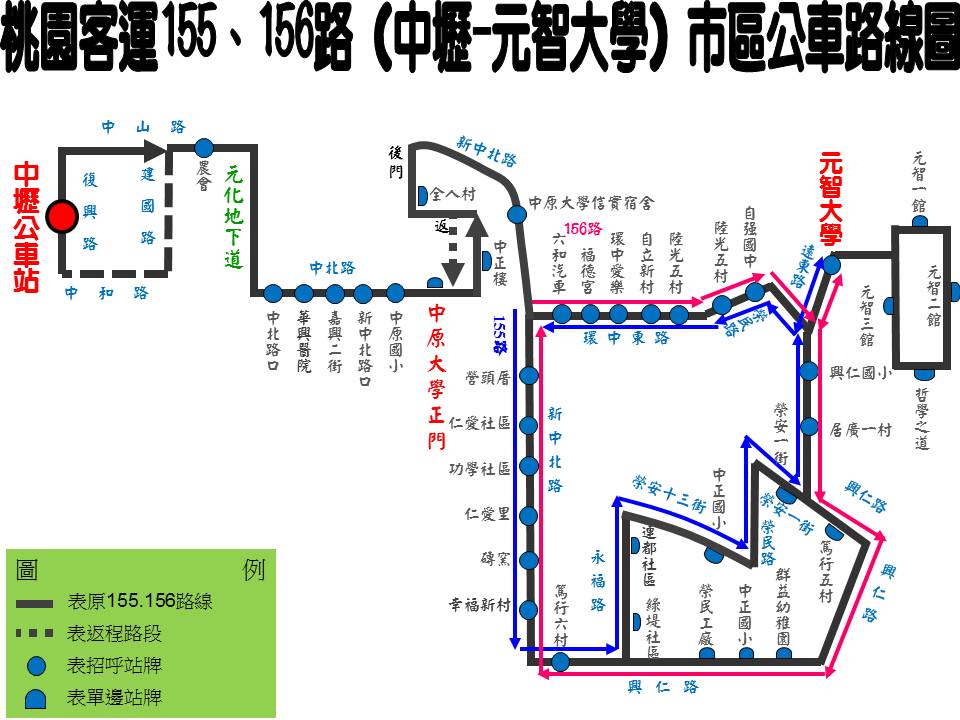 桃園客運155、156路（中壢-元智大學）市區公車路線圖
中山路
中壢公車站
復興路
建國路
中和路
農會
元化地下道
中北路
中北路口
華興醫院
嘉興二街
新中北路口
中原國小
中原大學正門
後門
新中北路
全人村
返
中正樓
中原大學信實宿舍
156路
六和汽車
福德宮
環中愛樂
自立新村
陸光五村
陸光五村
自强國中
元智大學
遠東路
元智一館
元智二館
元智三館
哲學之道
榮民路
環中東路
155路
營頭厝
仁愛社區
功學社區
仁愛里
磚窯
幸福新村
新中北路
篤行六村
永福路
榮安十三街
中正國小
榮安一街
興仁國小
居廣一村
榮安一街
榮民路
興仁路
篤行五村
興仁路
蓮都社區
綠堤社區
榮民工廠
中正國小
群益幼稚園
興仁路
圖例
表原155.156路線
表返程路段
表招呼站牌
表單邊站牌